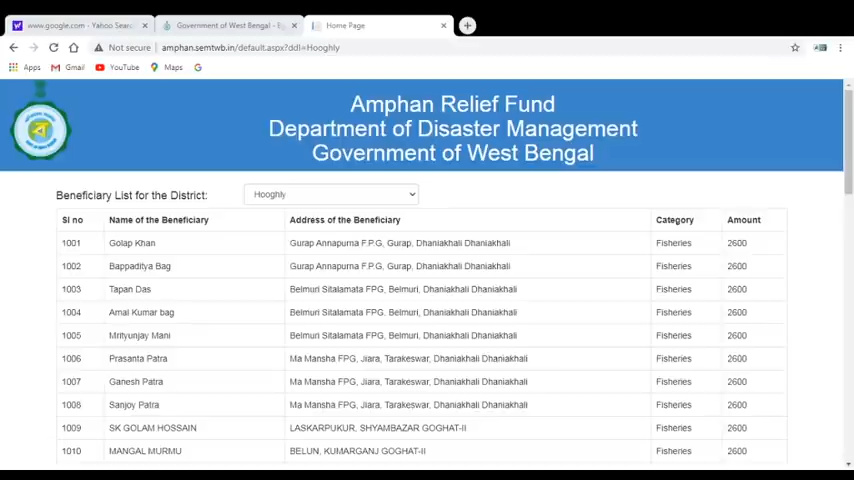 www.google.com - Yahoo Searc
Government of West Bengal - Eg
Home Page
Not secure
amphan.semtwb.in/default.aspx?ddl=Hooghly
Apps
Gmail
YouTube
Maps
Amphan Relief Fund
Department of Disaster Management
Government of West Bengal
Beneficiary List for the District:
Hooghly
Sl no Name of the Beneficiary Address of the Beneficiary Category Amount
1001 Golap Khan Gurap Annapurna F.P.G, Gurap, Dhaniakhali Dhaniakhali Fisheries 2600
1002 Bappaditya Bag Gurap Annapurna F.P.G, Gurap, Dhaniakhali Dhaniakhali Fisheries 2600
1003 Tapan Das Belmuri Sitalamata FPG, Belmuri, Dhaniakhali Dhaniakhali Fisheries 2600
1004 Amal Kumar bag Belmuri Sitalamata FPG, Belmuri, Dhaniakhali Dhaniakhali Fisheries 2600
1005 Mrityunjay Mani Belmuri Sitalamata FPG, Belmuri, Dhaniakhali Dhaniakhali Fisheries 2600
1006 Prasanta Patra Ma Mansha FPG, Jiara, Tarakeswar, Dhaniakhali Dhaniakhali Fisheries 2600
1007 Ganesh Patra Ma Mansha FPG, Jiara, Tarakeswar, Dhaniakhali Dhaniakhali Fisheries 2600
1008 Sanjoy Patra Ma Mansha FPG, Jiara, Tarakeswar, Dhaniakhali Dhaniakhali Fisheries 2600
1009 SK GOLAM HOSSAIN LASKARPUKUR, SHYAMBAZAR GOGHAT-II Fisheries 2600
1010 MANGAL MURMU BELUN, KUMARGANJ GOGHAT-II Fisheries 2600